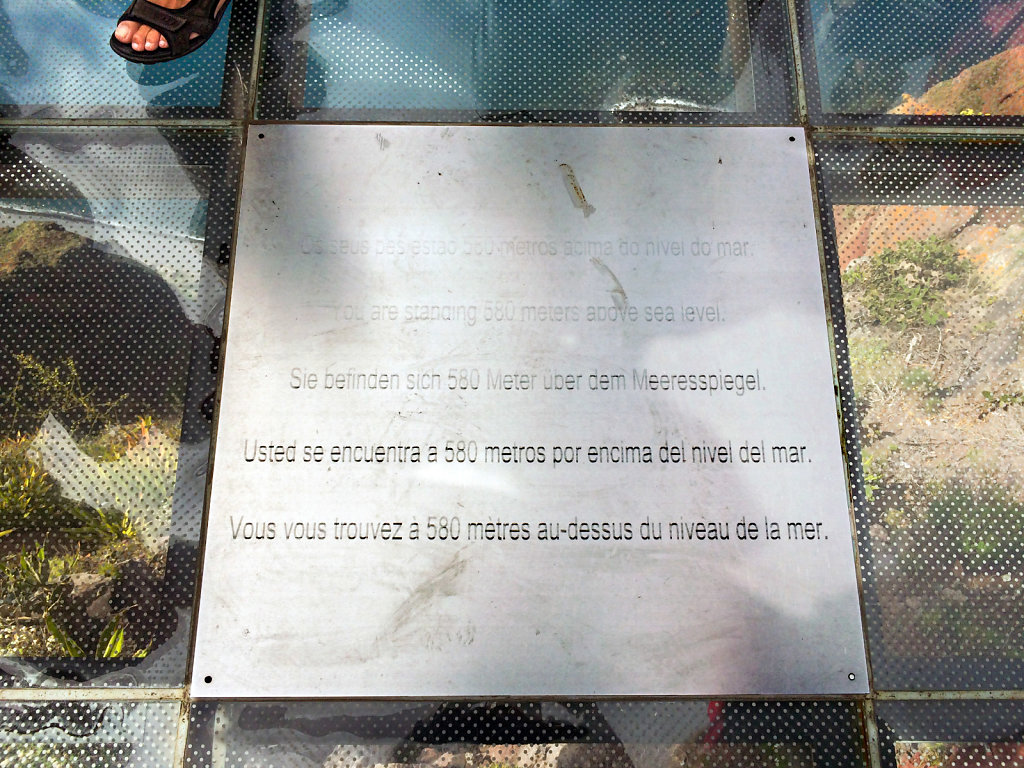 Os seus pés estão 580 metros acima do nível do mar.
You are standing 580 meters above sea level.
Sie befinden sich 580 Meter über dem Meeresspiegel.
Usted se encuentra a 580 metros por encima del nivel del mar.
Vous vous trouvez à 580 mètres au-dessus du niveau de la mer.